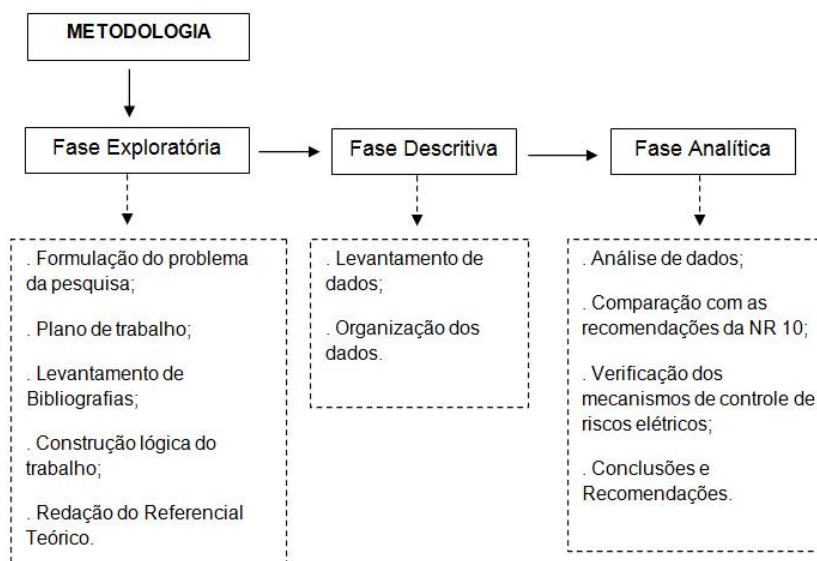 METODOLOGIA
Fase Exploratória
Fase Descritiva
Fase Analítica
. Formulação do problema
da pesquisa;
. Plano de trabalho;
. Levantamento de
Bibliografias;
. Construção lógica do
trabalho;
. Redação do Referencial
Teórico.
. Levantamento de
dados;
. Organização dos
dados.
. Análise de dados;
. Comparação com as
recomendações da NR 10;
. Verificação dos
mecanismos de controle de
riscos elétricos;
. Conclusões e
Recomendações.